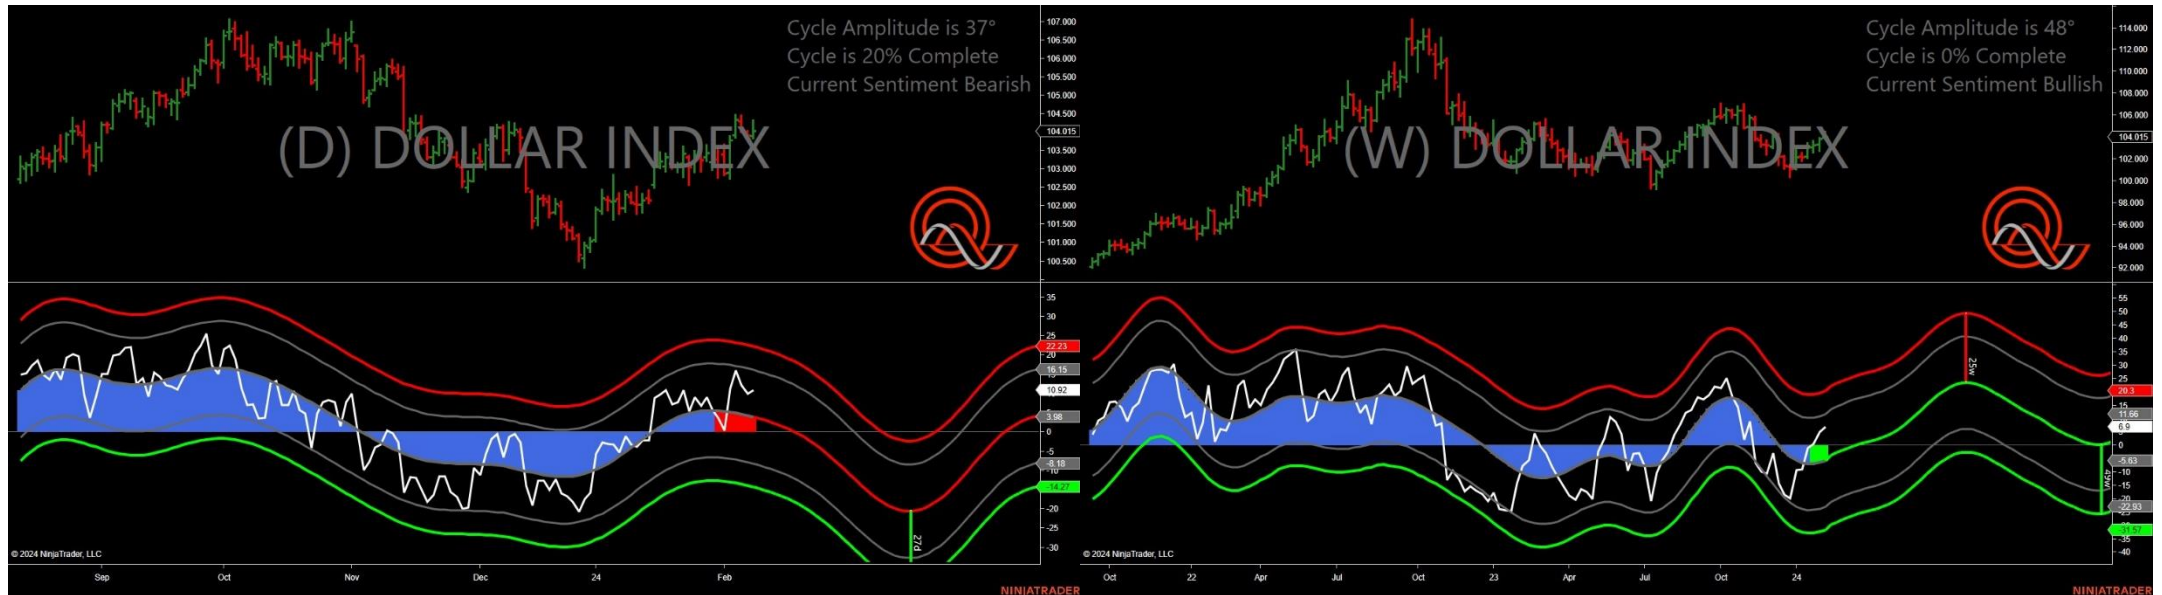 Cycle Amplitude is 37°
Cycle is 20% Complete
Current Sentiment Bearish
(D) DOLLAR INDEX
107.000
106.500
106.000
105.500
105.000
104.500
104.015
103.500
103.000
102.500
102.000
101.500
101.000
100.500
35
30
25
22.23
20
16.15
10.92
3.98
0
-5
-8.18
-14.27
-20
-25
-30
27d
© 2024 NinjaTrader, LLC
Sep
Oct
Nov
Dec
24
Feb
NINJATRADER
Cycle Amplitude is 48°
Cycle is 0% Complete
Current Sentiment Bullish
(W) DOLLAR INDEX
114.000
112.000
110.000
108.000
106.000
104.015
102.000
100.000
98.000
96.000
94.000
92.000
55
50
45
40
35
30
25
20.3
15
11.66
6.9
0
-5.63
-10
-15
-22.93
-31.57
-35
-40
25w
49w
© 2024 NinjaTrader, LLC
Oct
22
Apr
Jul
Oct
23
Apr
Jul
Oct
24
NINJATRADER